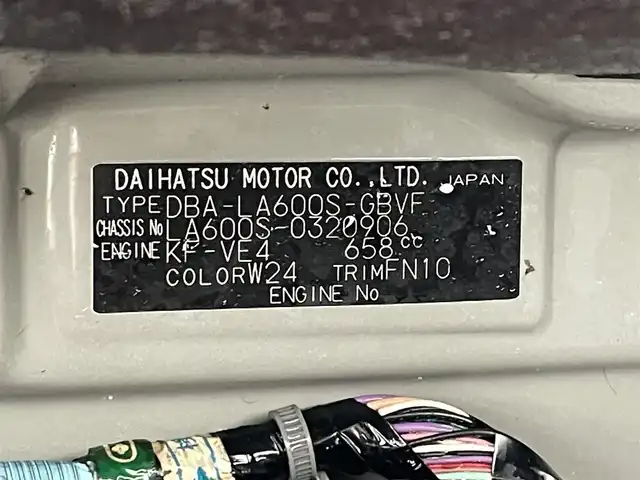 DAIHATSU MOTOR CO.,LTD. JAPAN
TYPE DBA-LA600S-GBVF
CHASSIS No LA600S-0320906
ENGINE KF-VE4 658cc
COLOR W24 TRIM FN10
ENGINE No